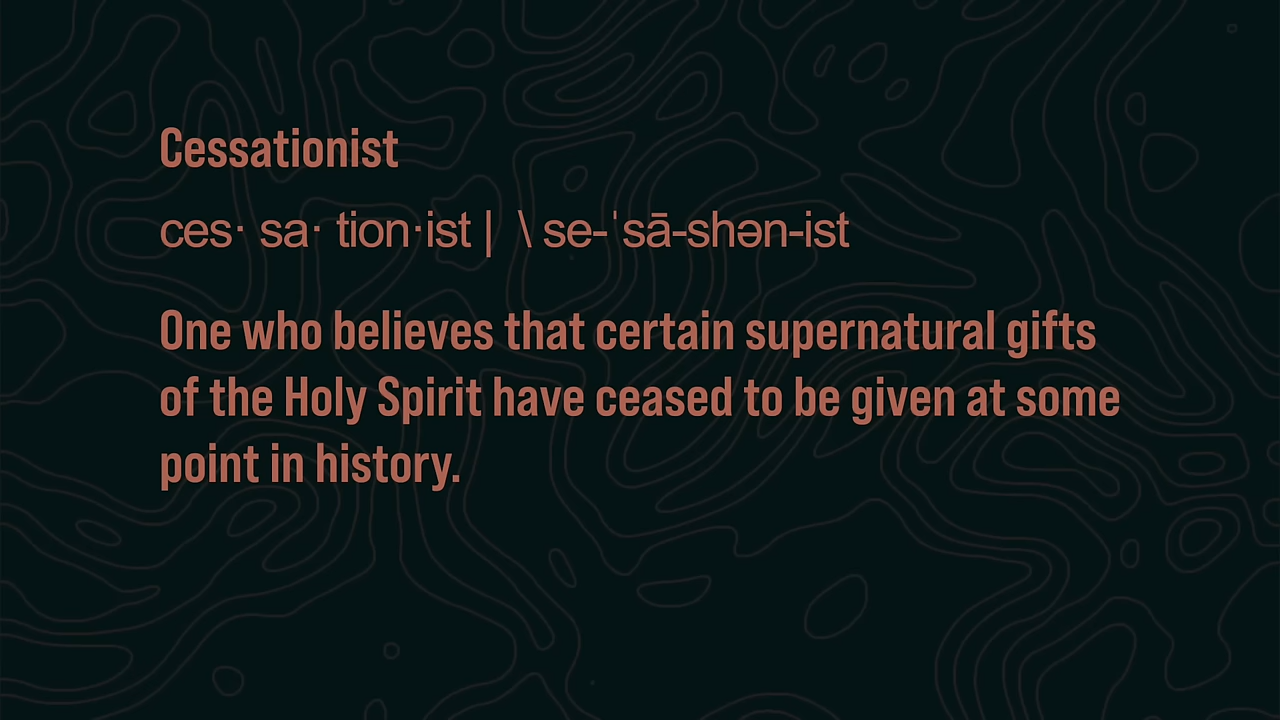 Cessationist
ces· sa· tion·ist | \ se-ˈsā-shən-ist
One who believes that certain supernatural gifts
of the Holy Spirit have ceased to be given at some
point in history.